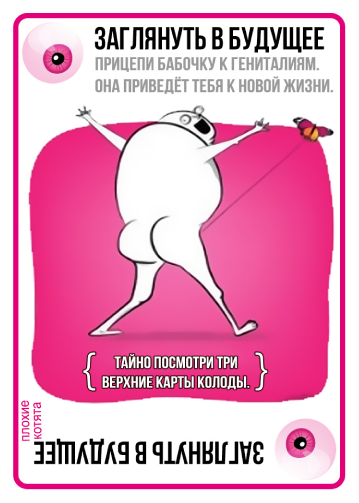 ЗАГЛЯНУТЬ В БУДУЩЕЕ
ПРИЦЕПИ БАБОЧКУ К ГЕНИТАЛИЯМ.
ОНА ПРИВЕДЁТ ТЕБЯ К НОВОЙ ЖИЗНИ.
{ ТАЙНО ПОСМОТРИ ТРИ
ВЕРХНИЕ КАРТЫ КОЛОДЫ. }
плохие
котята
ЗАГЛЯНУТЬ В БУДУЩЕЕ